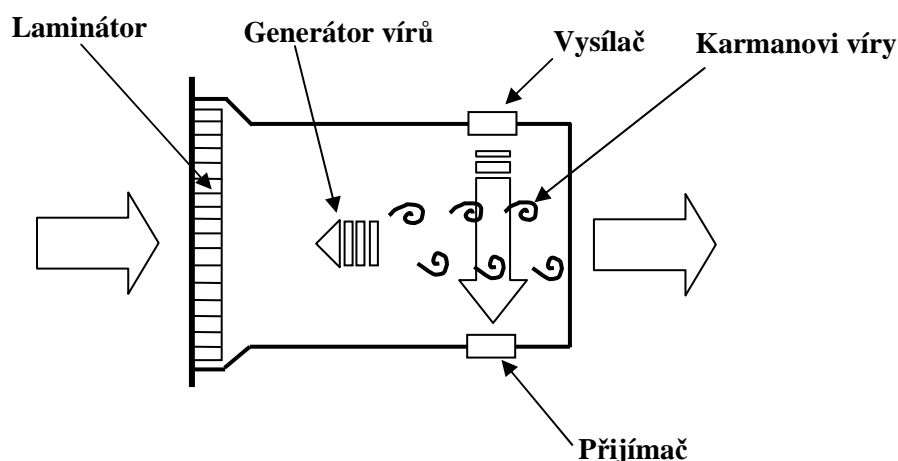 Laminátor
Generátor vírů
Vysílač
Karmanovi víry
Přijímač